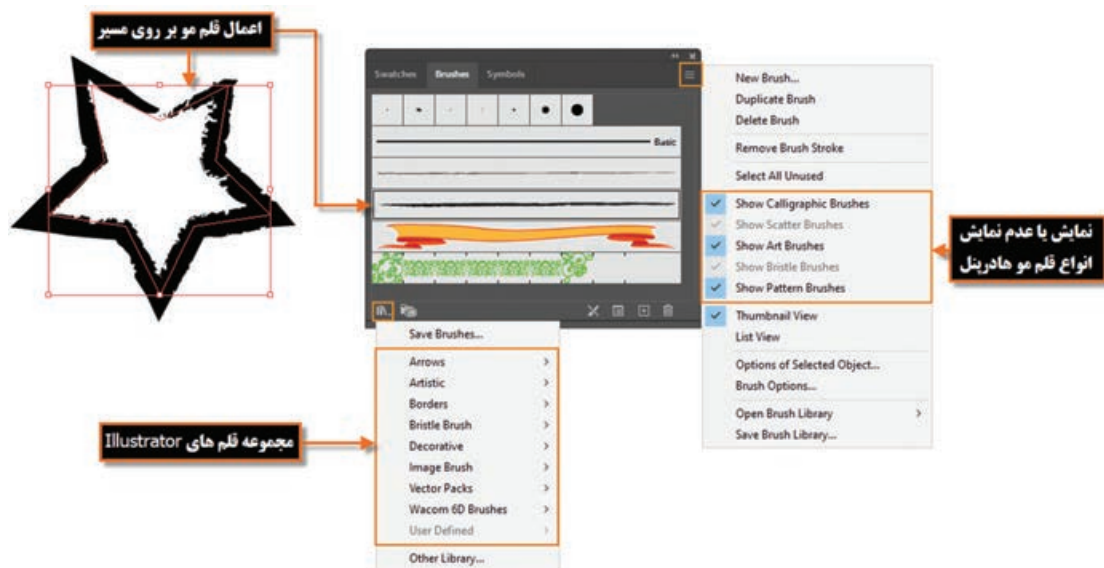 اعمال قلم مو بر روی مسیر
Swatches Brushes Symbols
Basic
New Brush...
Duplicate Brush
Delete Brush
Remove Brush Stroke
Select All Unused
Show Calligraphic Brushes
Show Scatter Brushes
Show Art Brushes
Show Bristle Brushes
Show Pattern Brushes
Thumbnail View
List View
Options of Selected Object...
Brush Options...
Open Brush Library
Save Brush Library...
نمایش یا عدم نمایش
انواع قلم مو هادرپنل
Save Brushes...
Arrows
Artistic
Borders
Bristle Brush
Decorative
Image Brush
Vector Packs
Wacom 6D Brushes
User Defined
Other Library...
مجموعه قلم های Illustrator